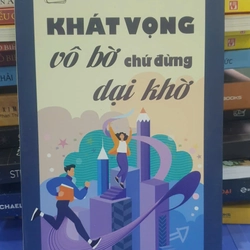 KHÁT VỌNG
vô bờ chứ đừng
dại khờ